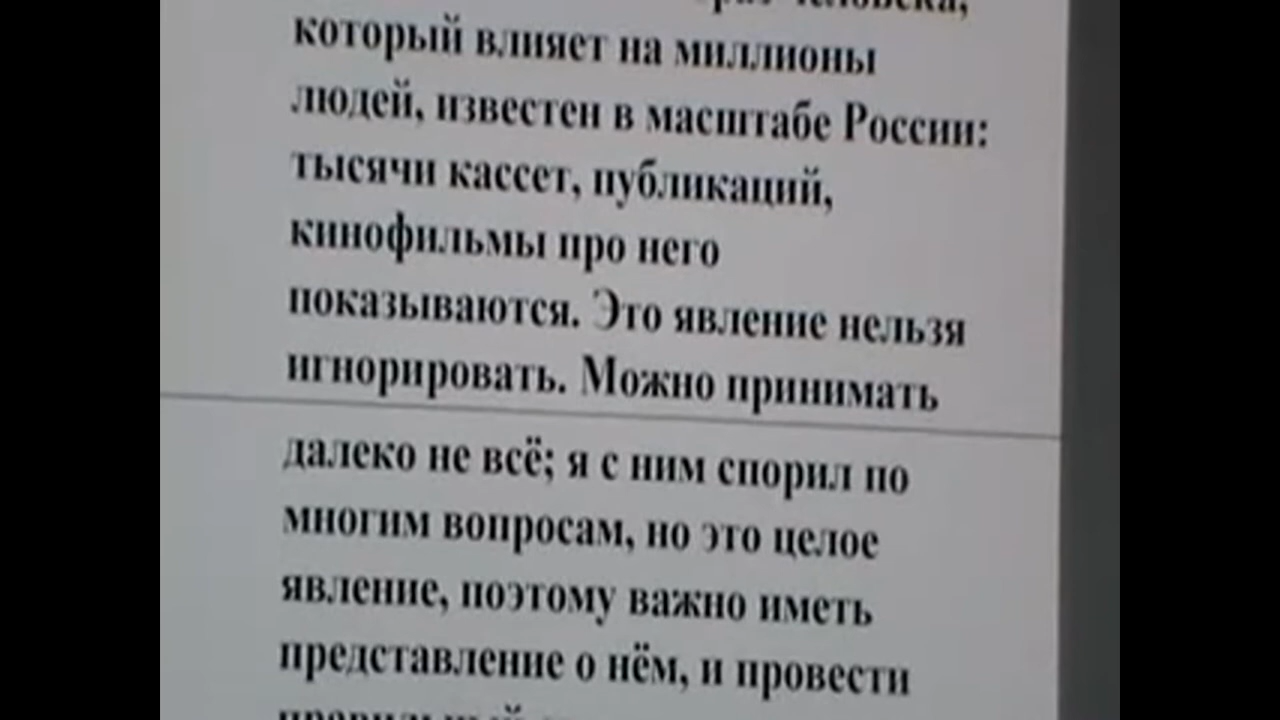 человека,
который влияет на миллионы
людей, известен в масштабе России:
тысячи кассет, публикаций,
кинофильмы про него
показываются. Это явление нельзя
игнорировать. Можно принимать
далеко не всё; я с ним спорил по
многим вопросам, но это целое
явление, поэтому важно иметь
представление о нём, и провести